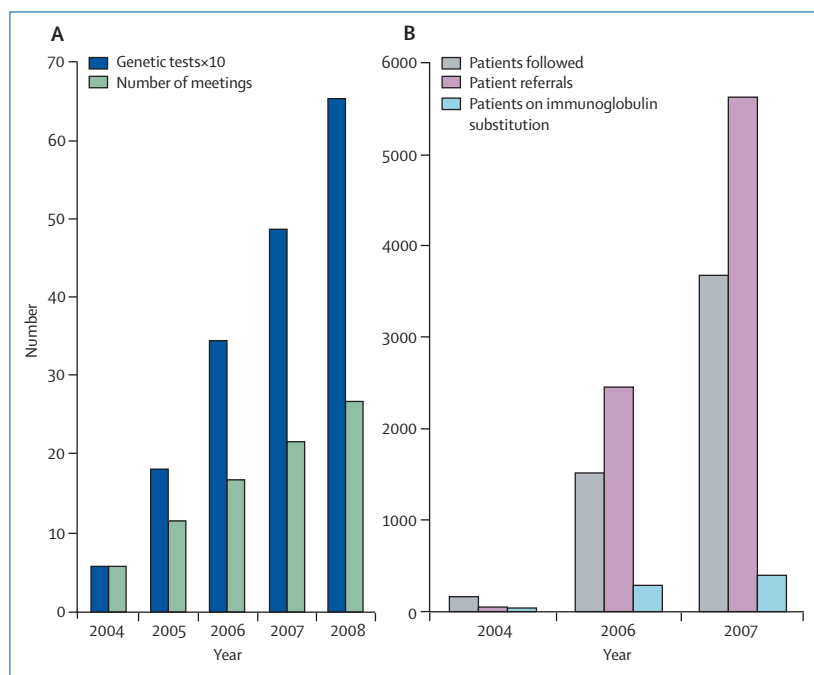 A
Genetic tests×10
Number of meetings
70
60
50
40
30
20
10
0
Number
2004 2005 2006 2007 2008
Year
B
Patients followed
Patient referrals
Patients on immunoglobulin
substitution
6000
5000
4000
3000
2000
1000
0
2004 2006 2007
Year